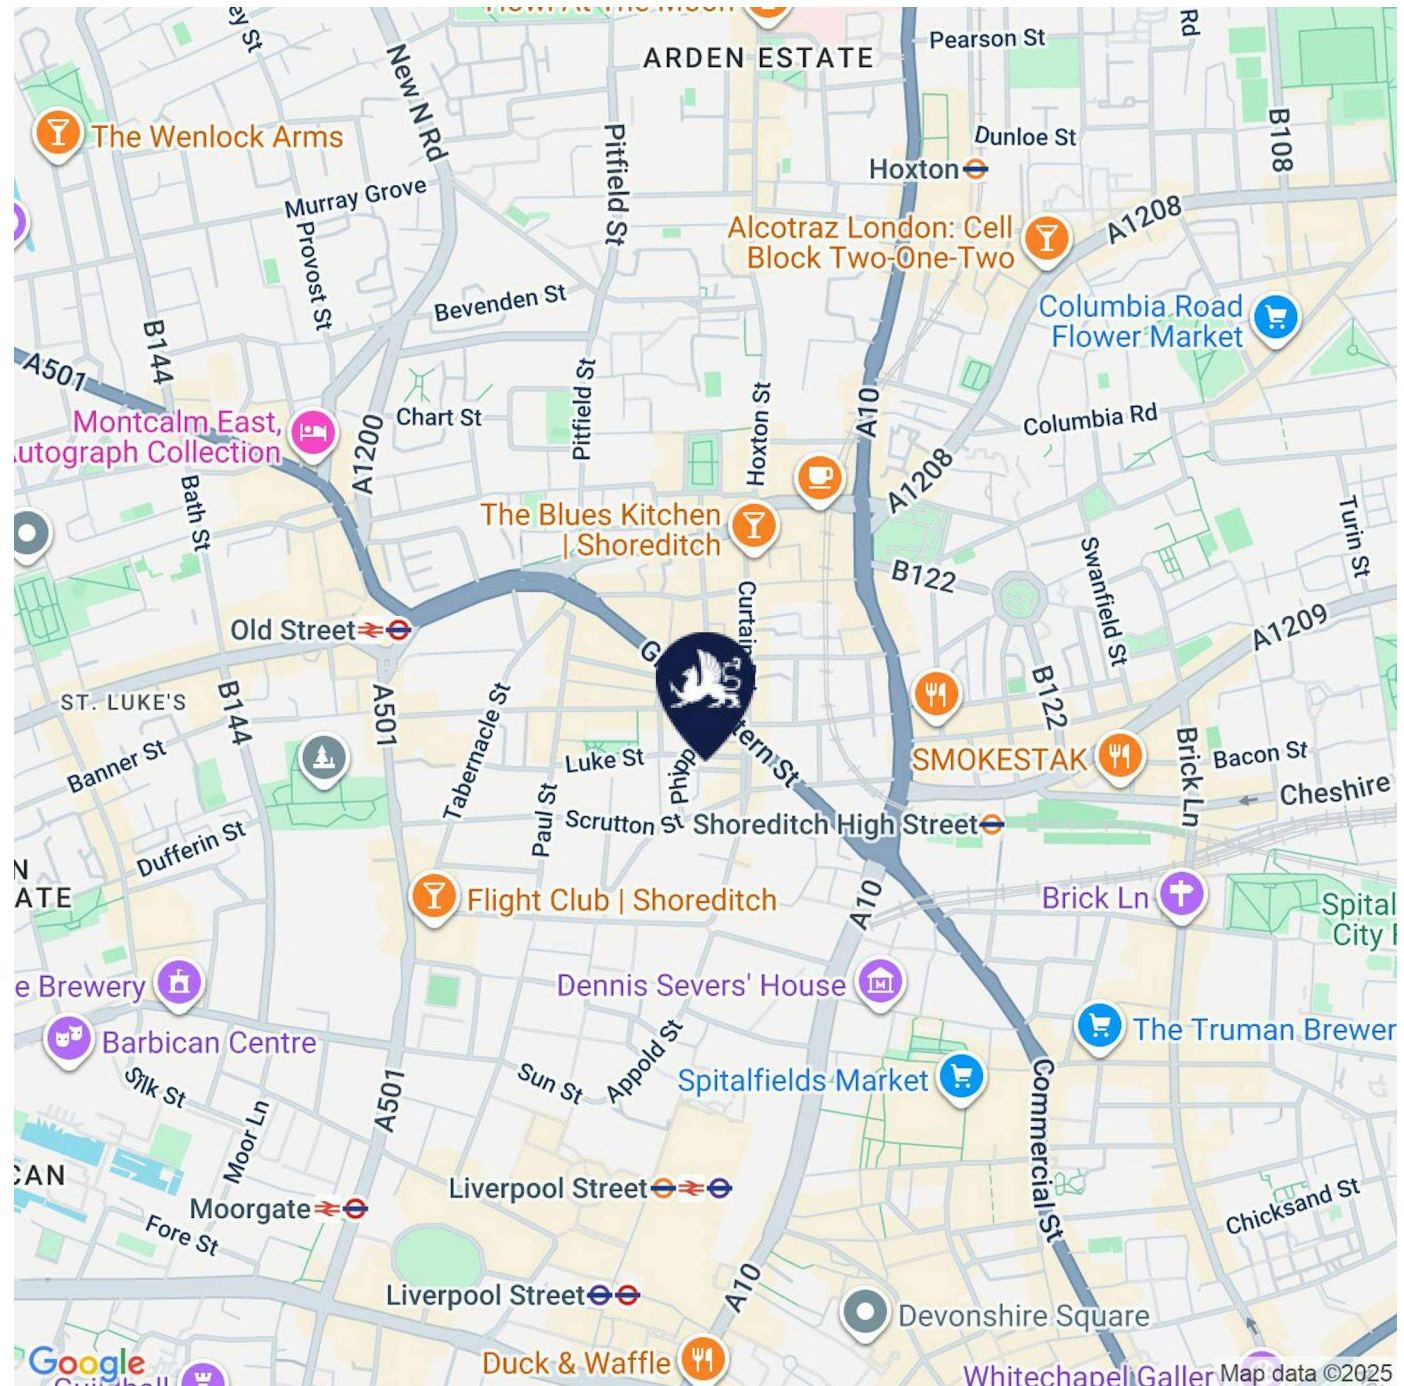 ARDEN ESTATE
Pearson St
Rd
ey St
New N Rd
The Wenlock Arms
Pitfield St
Dunloe St
B108
Hoxton
Murray Grove
A1208
Alcotraz London: Cell
Block Two-One-Two
Provost St
Bevenden St
Columbia Road
Flower Market
B144
A501
Pitfield St
Hoxton St
A10
Chart St
Columbia Rd
Montcalm East,
utograph Collection
A1200
A1208
Bath St
The Blues Kitchen
| Shoreditch
Turin St
Swanfield St
B122
Curtain
Old Street
A1209
G
ST. LUKE'S
B144
A501
Tabernacle St
B122
Banner St
Luke St
Phipp
tern St
SMOKESTAK
Brick Ln
Bacon St
Cheshire
Paul St
Scrutton St
Shoreditch High Street
Dufferin St
N
ATE
Flight Club | Shoreditch
A10
Brick Ln
Spital
City F
e Brewery
Dennis Severs' House
Barbican Centre
The Truman Brewer
Silk St
Sun St
Appold St
Spitalfields Market
Commercial St
A501
Moor Ln
CAN
Liverpool Street
Moorgate
Chicksand St
Fore St
Liverpool Street
A10
Devonshire Square
Google
Duck & Waffle
Whitechapel Galler
Map data ©2025